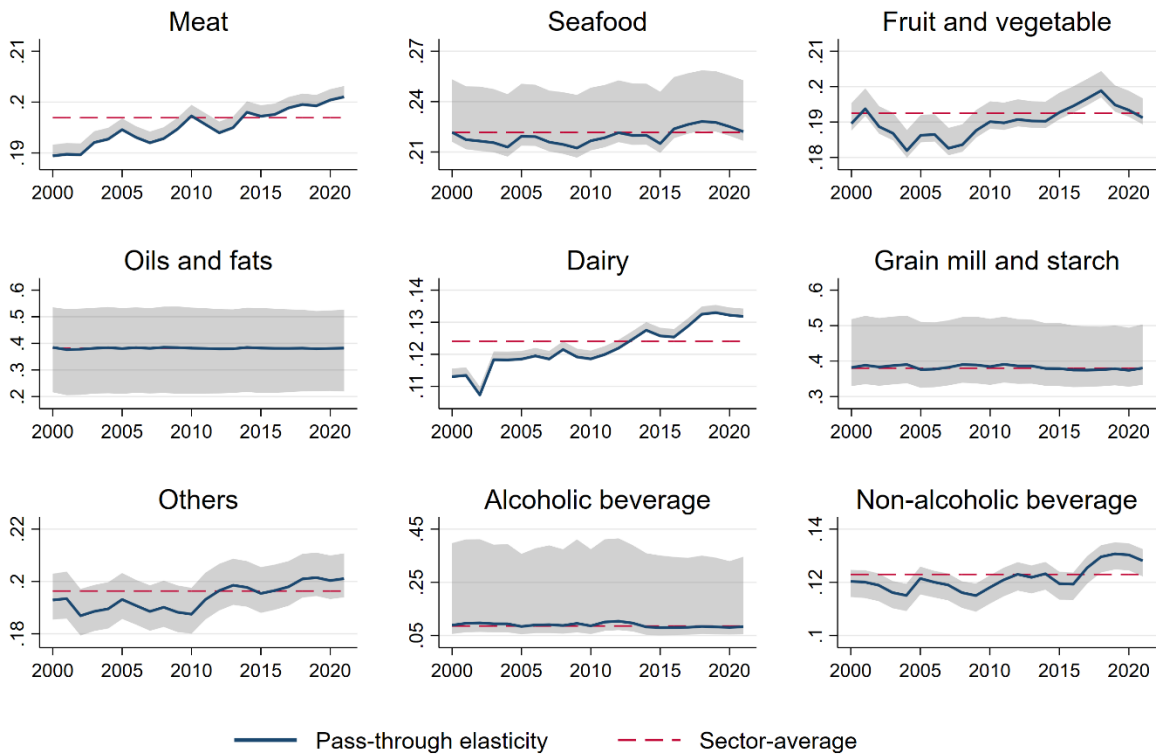 Meat
.21
.2
.19
2000 2005 2010 2015 2020
Seafood
.27
.24
.21
2000 2005 2010 2015 2020
Fruit and vegetable
.21
.2
.19
.18
2000 2005 2010 2015 2020
Oils and fats
.6
.5
.4
.3
.2
2000 2005 2010 2015 2020
Dairy
.14
.13
.12
.11
2000 2005 2010 2015 2020
Grain mill and starch
.6
.5
.4
.3
2000 2005 2010 2015 2020
Others
.22
.2
.18
2000 2005 2010 2015 2020
Alcoholic beverage
.45
.25
.05
2000 2005 2010 2015 2020
Non-alcoholic beverage
.14
.12
.1
2000 2005 2010 2015 2020
Pass-through elasticity Sector-average